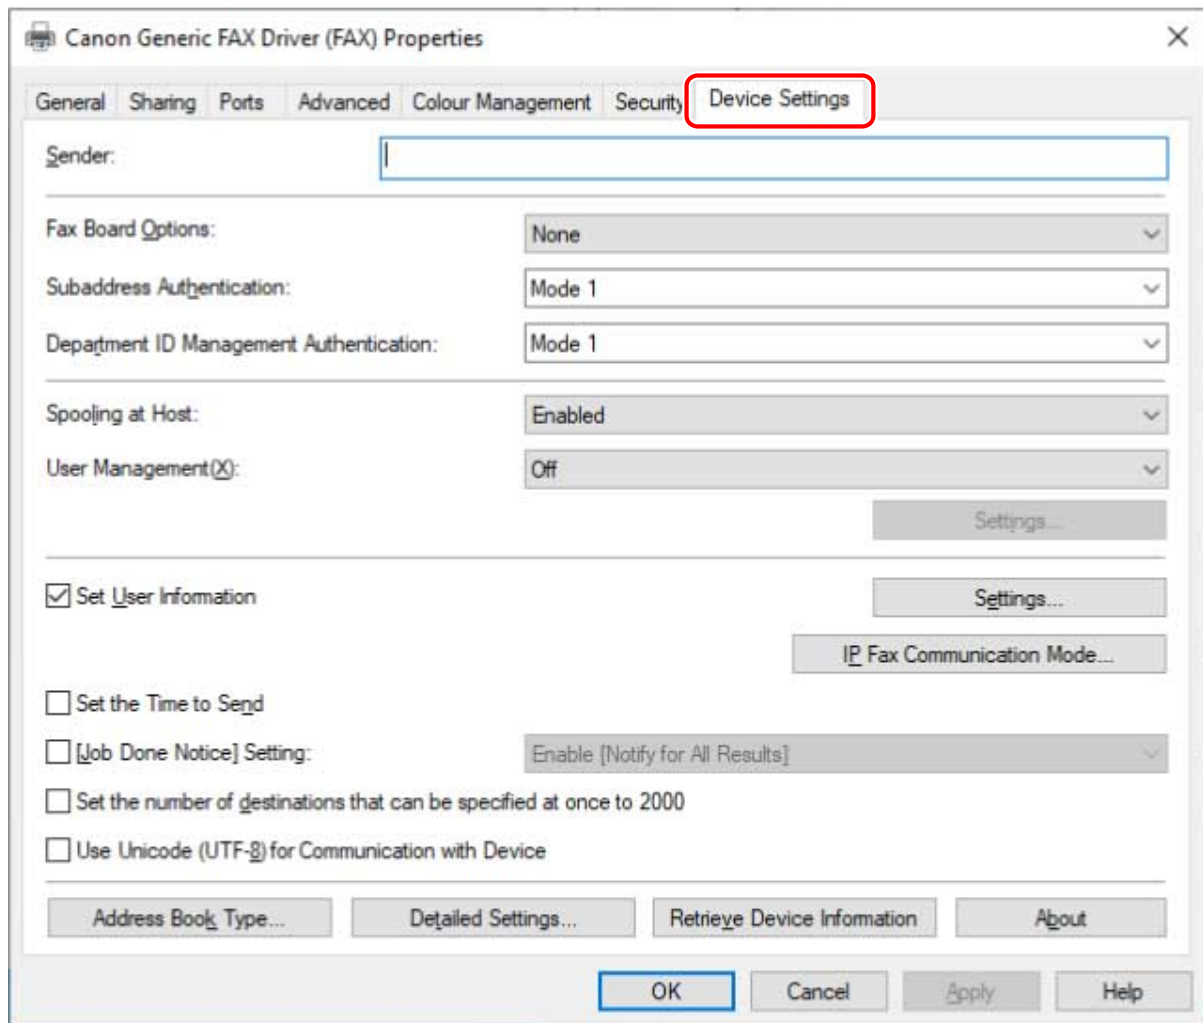 Canon Generic FAX Driver (FAX) Properties
General Sharing Ports Advanced Colour Management Security Device Settings
Sender:
Fax Board Options: None
Subaddress Authentication: Mode 1
Department ID Management Authentication: Mode 1
Spooling at Host: Enabled
User Management(X): Off
Settings...
Set User Information Settings...
IP Fax Communication Mode...
Set the Time to Send
[Job Done Notice] Setting: Enable [Notify for All Results]
Set the number of destinations that can be specified at once to 2000
Use Unicode (UTF-8) for Communication with Device
Address Book Type... Detailed Settings... Retrieve Device Information About
OK Cancel Apply Help